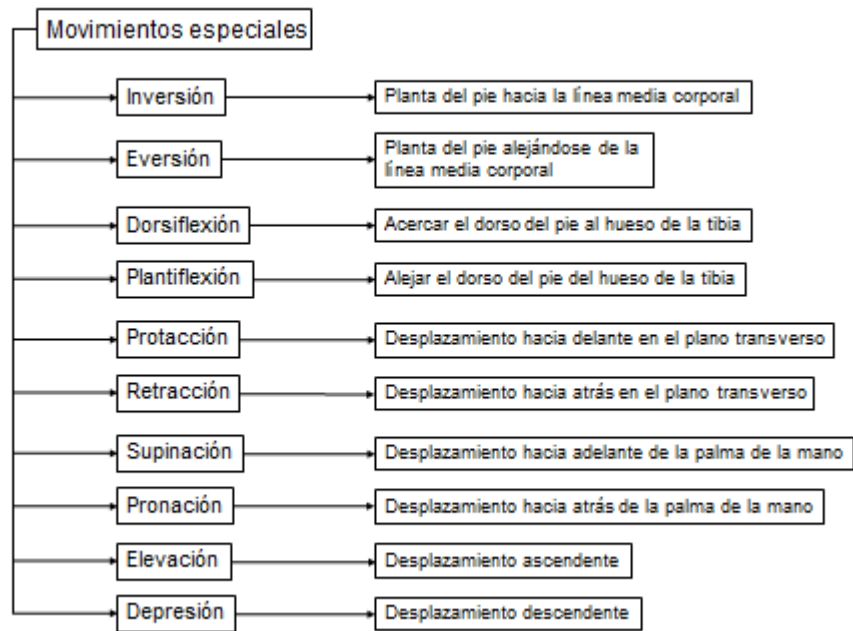 Movimientos especiales
Inversión
Planta del pie hacia la línea media corporal
Eversión
Planta del pie alejándose de la
línea media corporal
Dorsiflexión
Acercar el dorso del pie al hueso de la tibia
Plantiflexión
Alejar el dorso del pie del hueso de la tibia
Protacción
Desplazamiento hacia delante en el plano transverso
Retracción
Desplazamiento hacia atrás en el plano transverso
Supinación
Desplazamiento hacia adelante de la palma de la mano
Pronación
Desplazamiento hacia atrás de la palma de la mano
Elevación
Desplazamiento ascendente
Depresión
Desplazamiento descendente